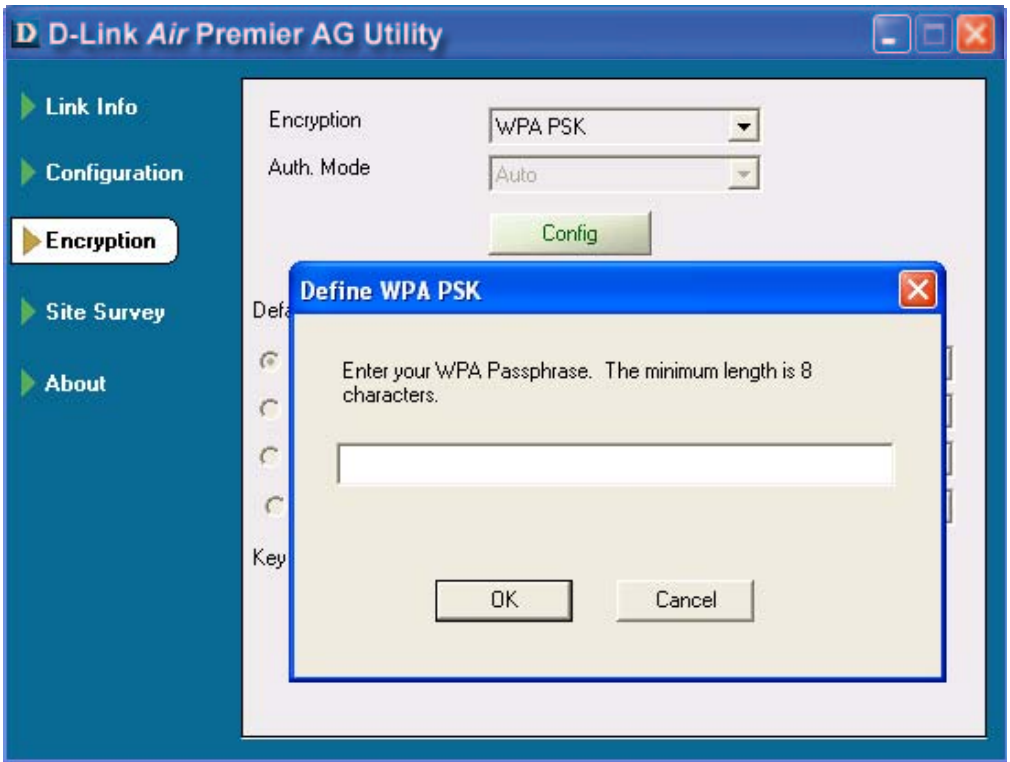 D D-Link Air Premier AG Utility
Link Info
Configuration
Encryption
Site Survey
About
Encryption
WPA PSK
Auth. Mode
Auto
Config
Defa
Key
Define WPA PSK
Enter your WPA Passphrase. The minimum length is 8
characters.
OK
Cancel